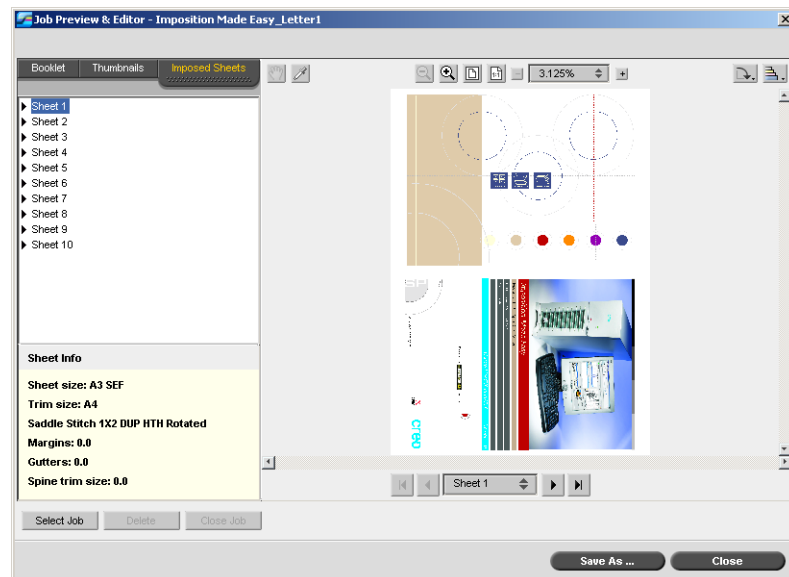 Job Preview & Editor - Imposition Made Easy_Letter1
Booklet Thumbnails Imposed Sheets
3.125%
Sheet 1
Sheet 2
Sheet 3
Sheet 4
Sheet 5
Sheet 6
Sheet 7
Sheet 8
Sheet 9
Sheet 10
creo
Sheet Info
Sheet size: A3 SEF
Trim size: A4
Saddle Stitch 1X2 DUP HTH Rotated
Margins: 0.0
Gutters: 0.0
Spine trim size: 0.0
Sheet 1
Select Job Delete Close Job
Save As ... Close